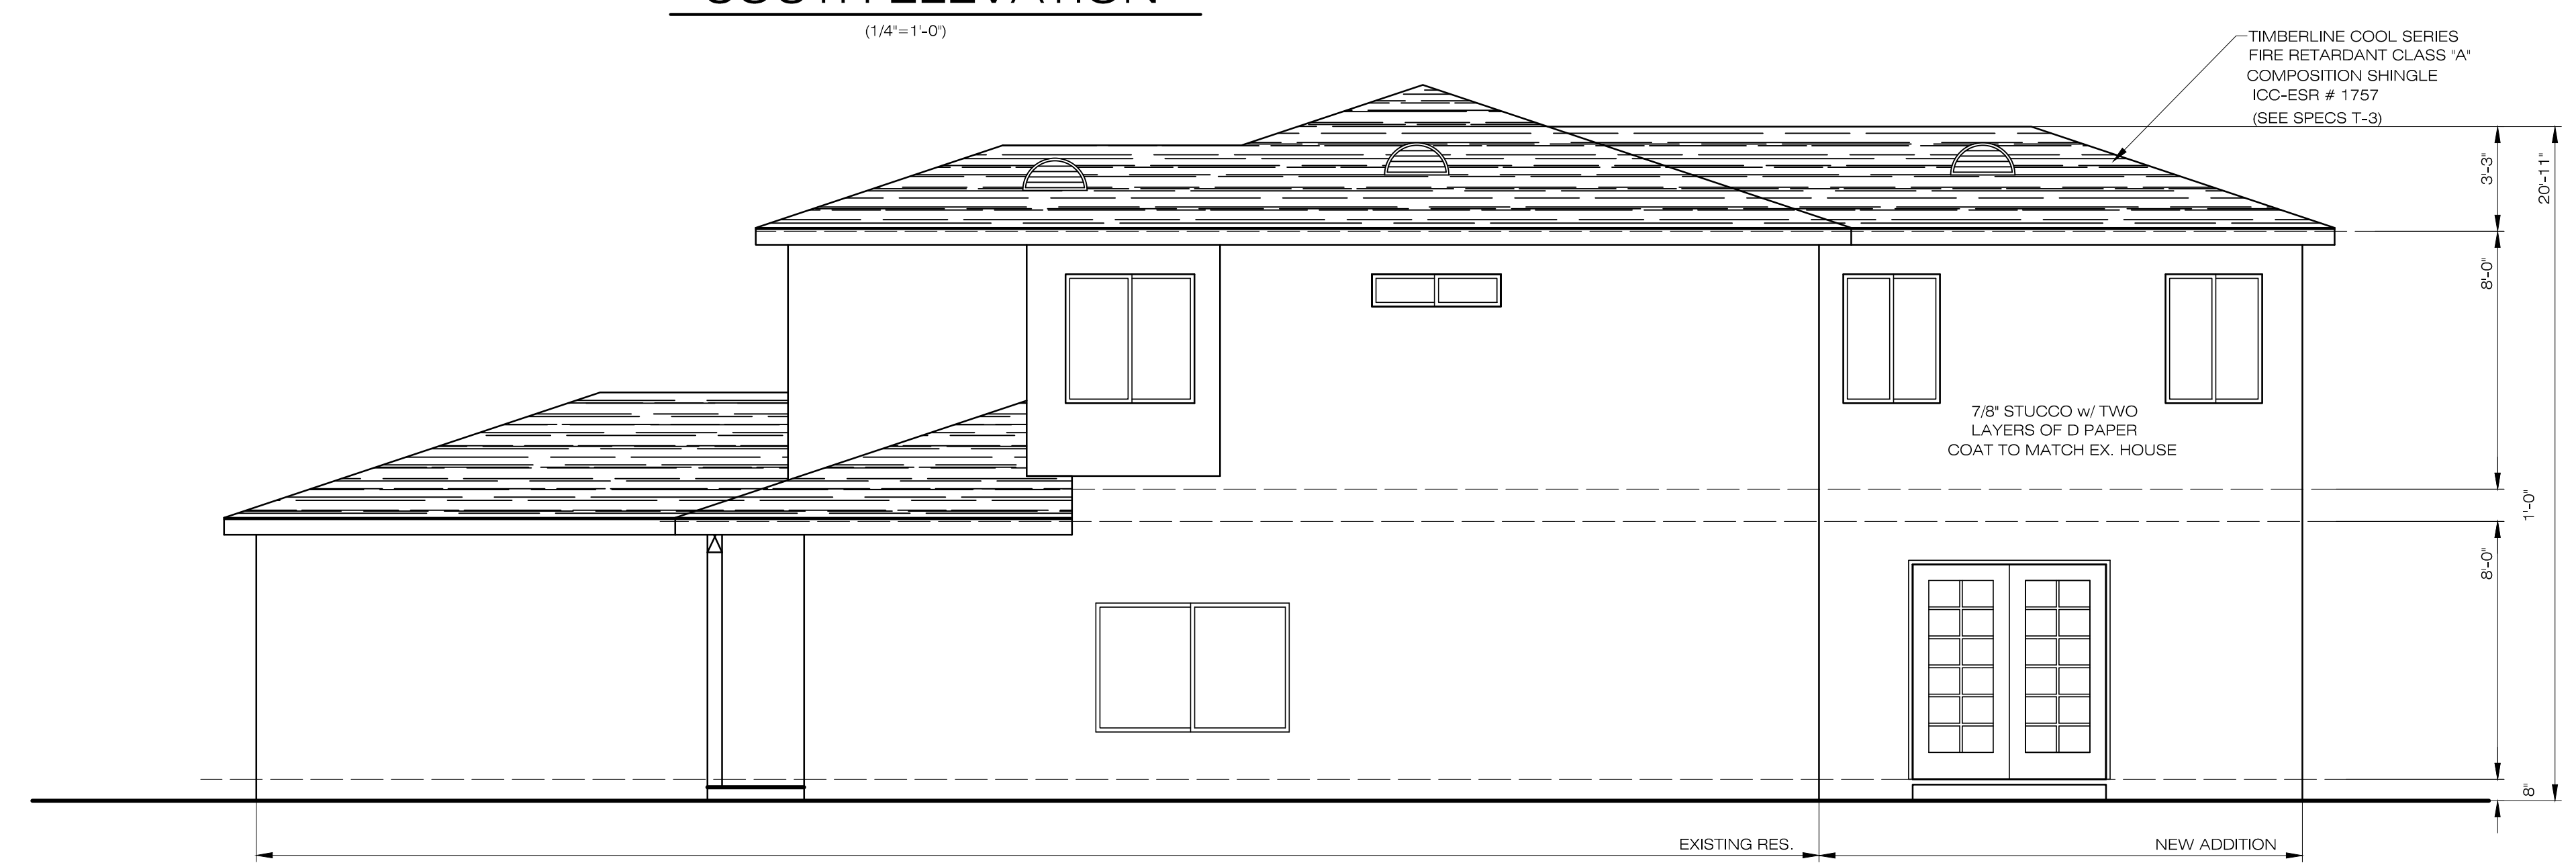 SOUTH ELEVATION
(1/4"=1'-0")
TIMBERLINE COOL SERIES
FIRE RETARDANT CLASS "A"
COMPOSITION SHINGLE
ICC-ESR # 1757
(SEE SPECS T-3)
3'-3"
20'-11"
8'-0"
7/8" STUCCO w/ TWO
LAYERS OF D PAPER
COAT TO MATCH EX. HOUSE
1'-0"
8'-0"
8"
EXISTING RES.
NEW ADDITION